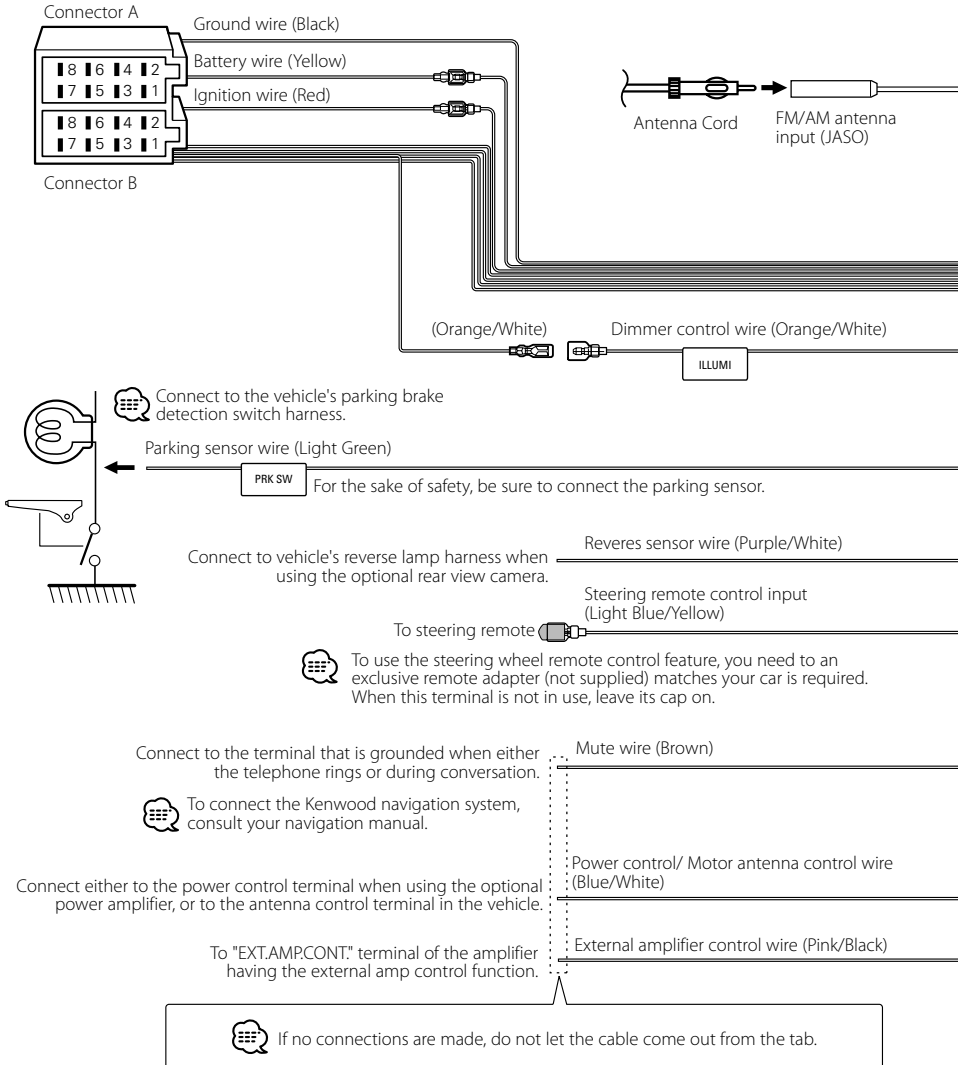 Connector A
Ground wire (Black)
Battery wire (Yellow)
Ignition wire (Red)
8 6 4 2
7 5 3 1
8 6 4 2
7 5 3 1
Connector B
Antenna Cord
FM/AM antenna
input (JASO)
(Orange/White)
Dimmer control wire (Orange/White)
ILLUMI
Connect to the vehicle's parking brake
detection switch harness.
Parking sensor wire (Light Green)
PRK SW
For the sake of safety, be sure to connect the parking sensor.
Connect to vehicle's reverse lamp harness when
using the optional rear view camera.
Reveres sensor wire (Purple/White)
Steering remote control input
(Light Blue/Yellow)
To steering remote
To use the steering wheel remote control feature, you need to an
exclusive remote adapter (not supplied) matches your car is required.
When this terminal is not in use, leave its cap on.
Connect to the terminal that is grounded when either
the telephone rings or during conversation.
Mute wire (Brown)
To connect the Kenwood navigation system,
consult your navigation manual.
Power control/ Motor antenna control wire
(Blue/White)
Connect either to the power control terminal when using the optional
power amplifier, or to the antenna control terminal in the vehicle.
To "EXT.AMP.CONT." terminal of the amplifier
having the external amp control function.
External amplifier control wire (Pink/Black)
If no connections are made, do not let the cable come out from the tab.